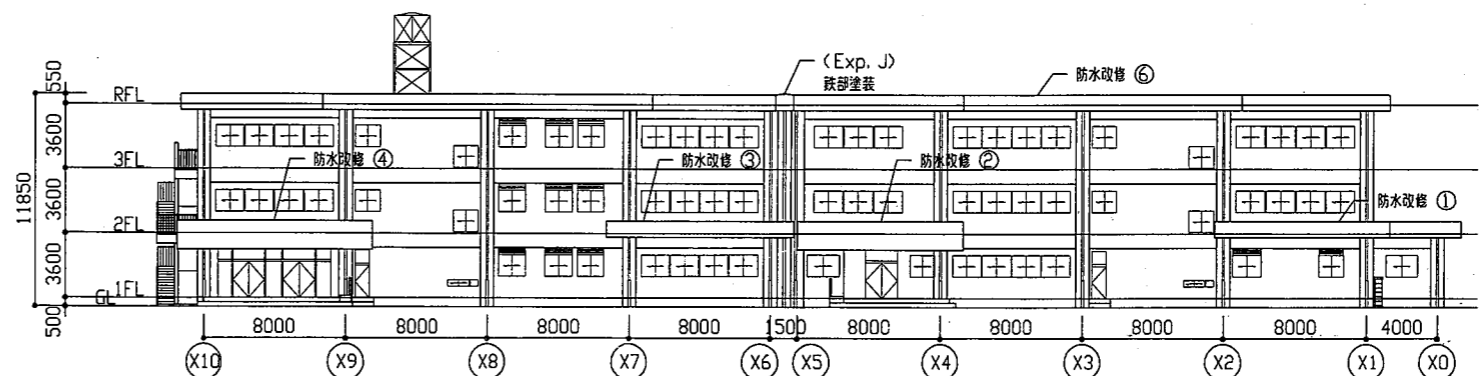 (Exp. J)
鉄部塗装
防水改修 ⑥
550
RFL
3600
3FL
防水改修 ④
防水改修 ③
防水改修 ②
11850
3600
防水改修 ①
2FL
3600
1FL
GL
500
8000 8000 8000 8000 1500 8000 8000 8000 8000 4000
X10 X9 X8 X7 X6 X5 X4 X3 X2 X1 X0